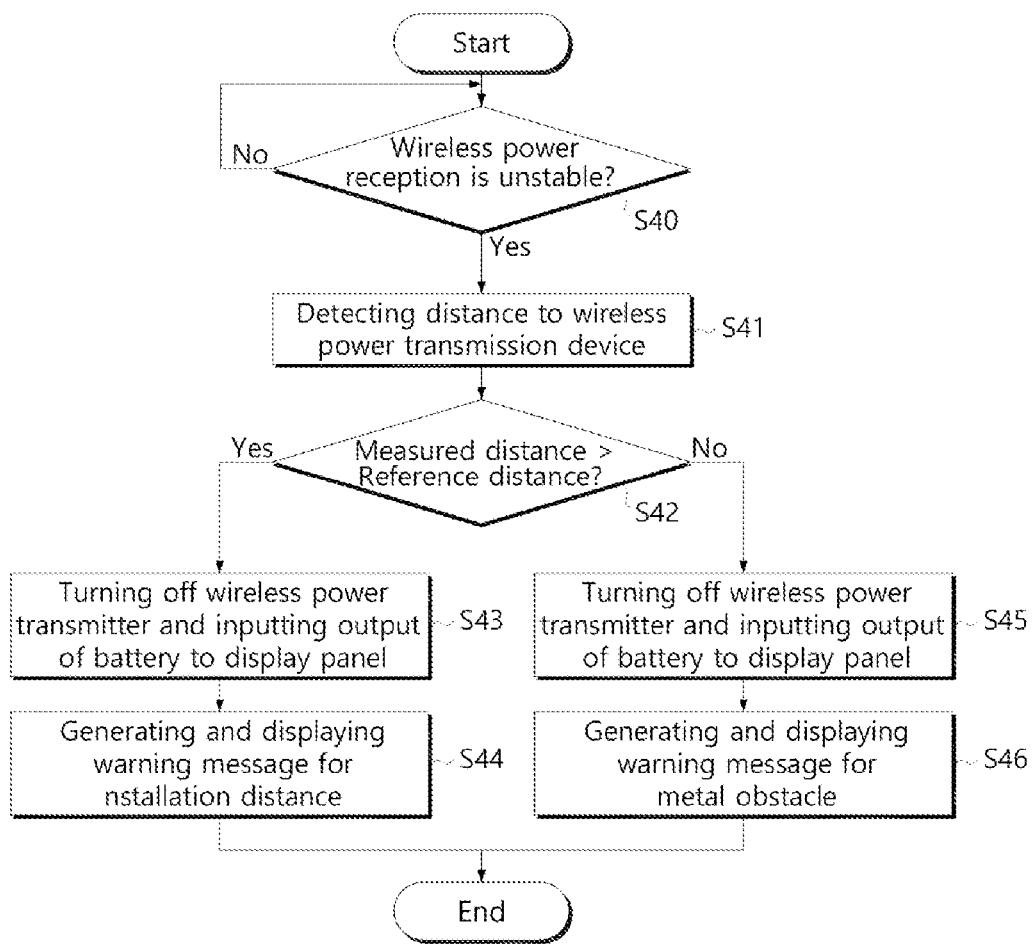 Start
No
Wireless power
reception is unstable?
S40
Yes
Detecting distance to wireless
power transmission device
S41
Yes
Measured distance >
Reference distance?
No
S42
Turning off wireless power
transmitter and inputting output
of battery to display panel
S43
Turning off wireless power
transmitter and inputting output
of battery to display panel
S45
Generating and displaying
warning message for
nstallation distance
S44
Generating and displaying
warning message for
metal obstacle
S46
End